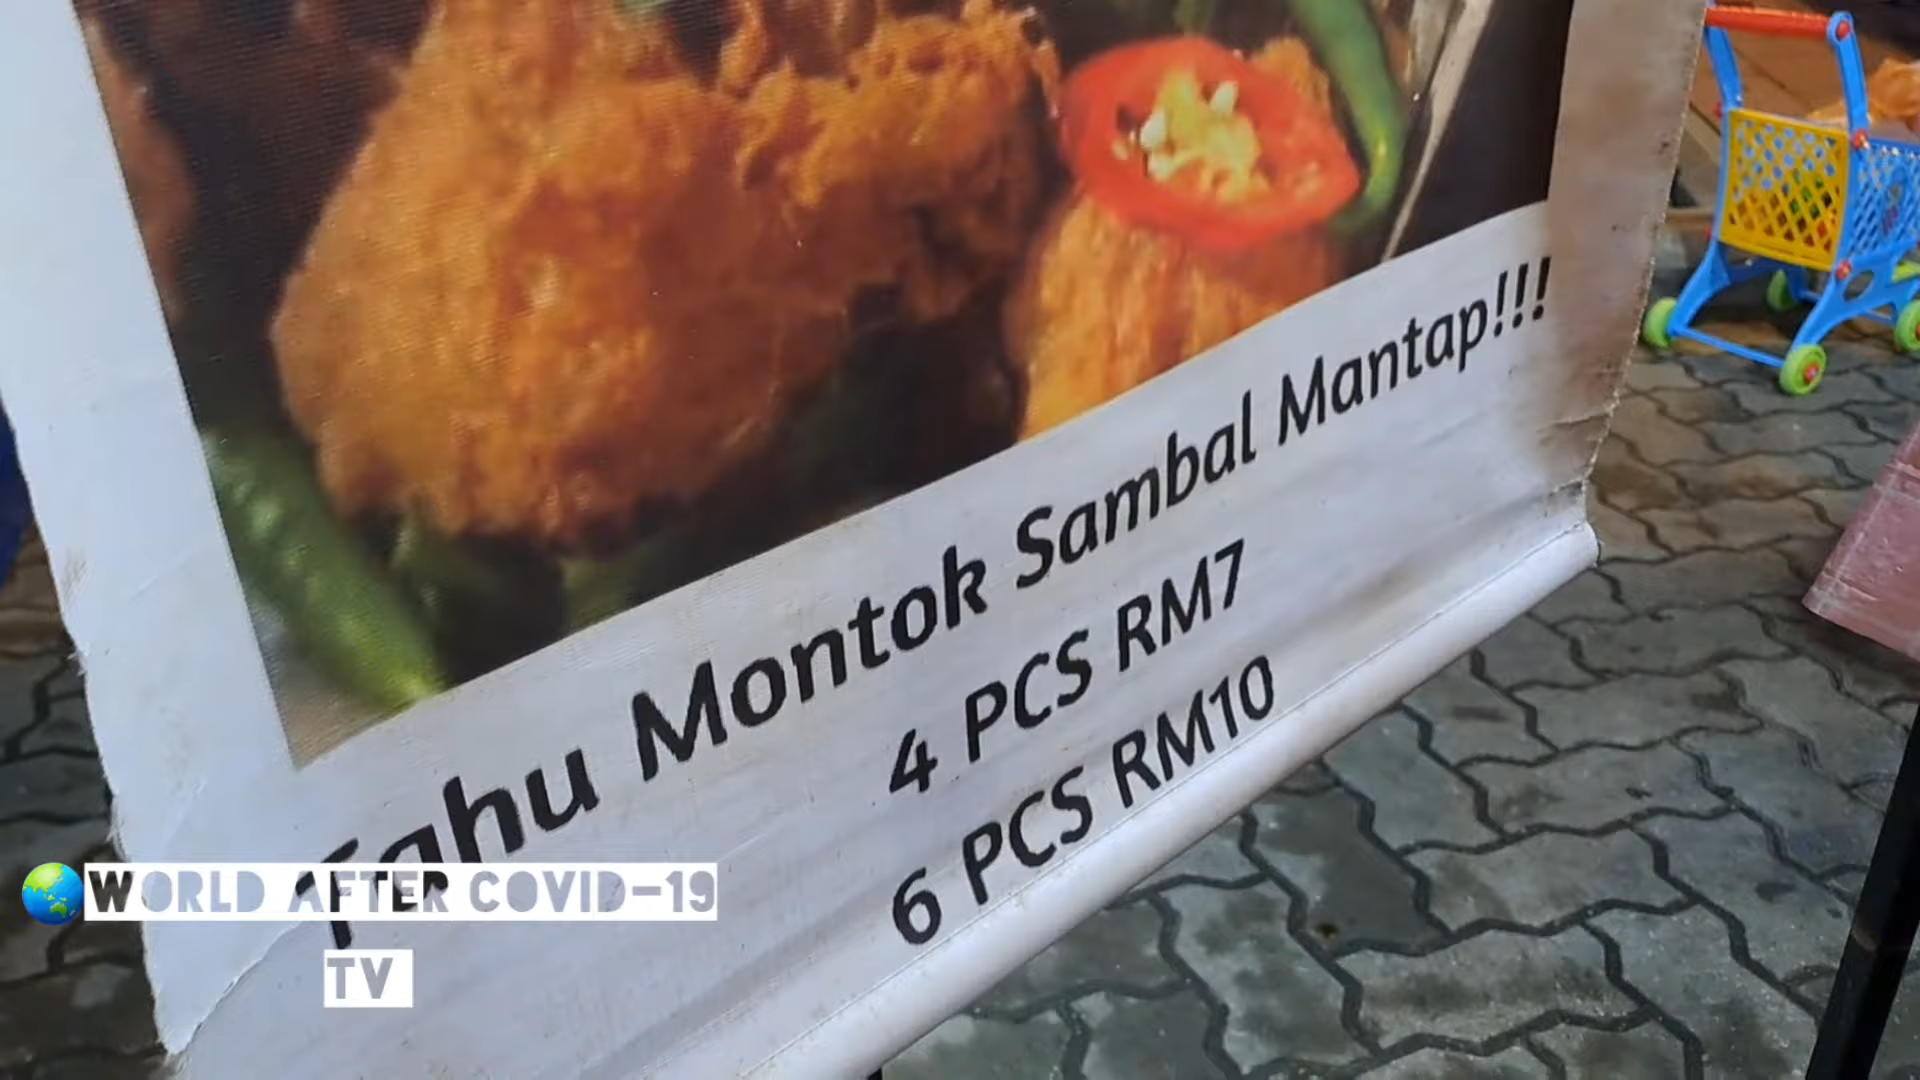 Tahu Montok Sambal Mantap!!!
4 PCS RM7
6 PCS RM10
WORLD AFTER COVID-19
TV